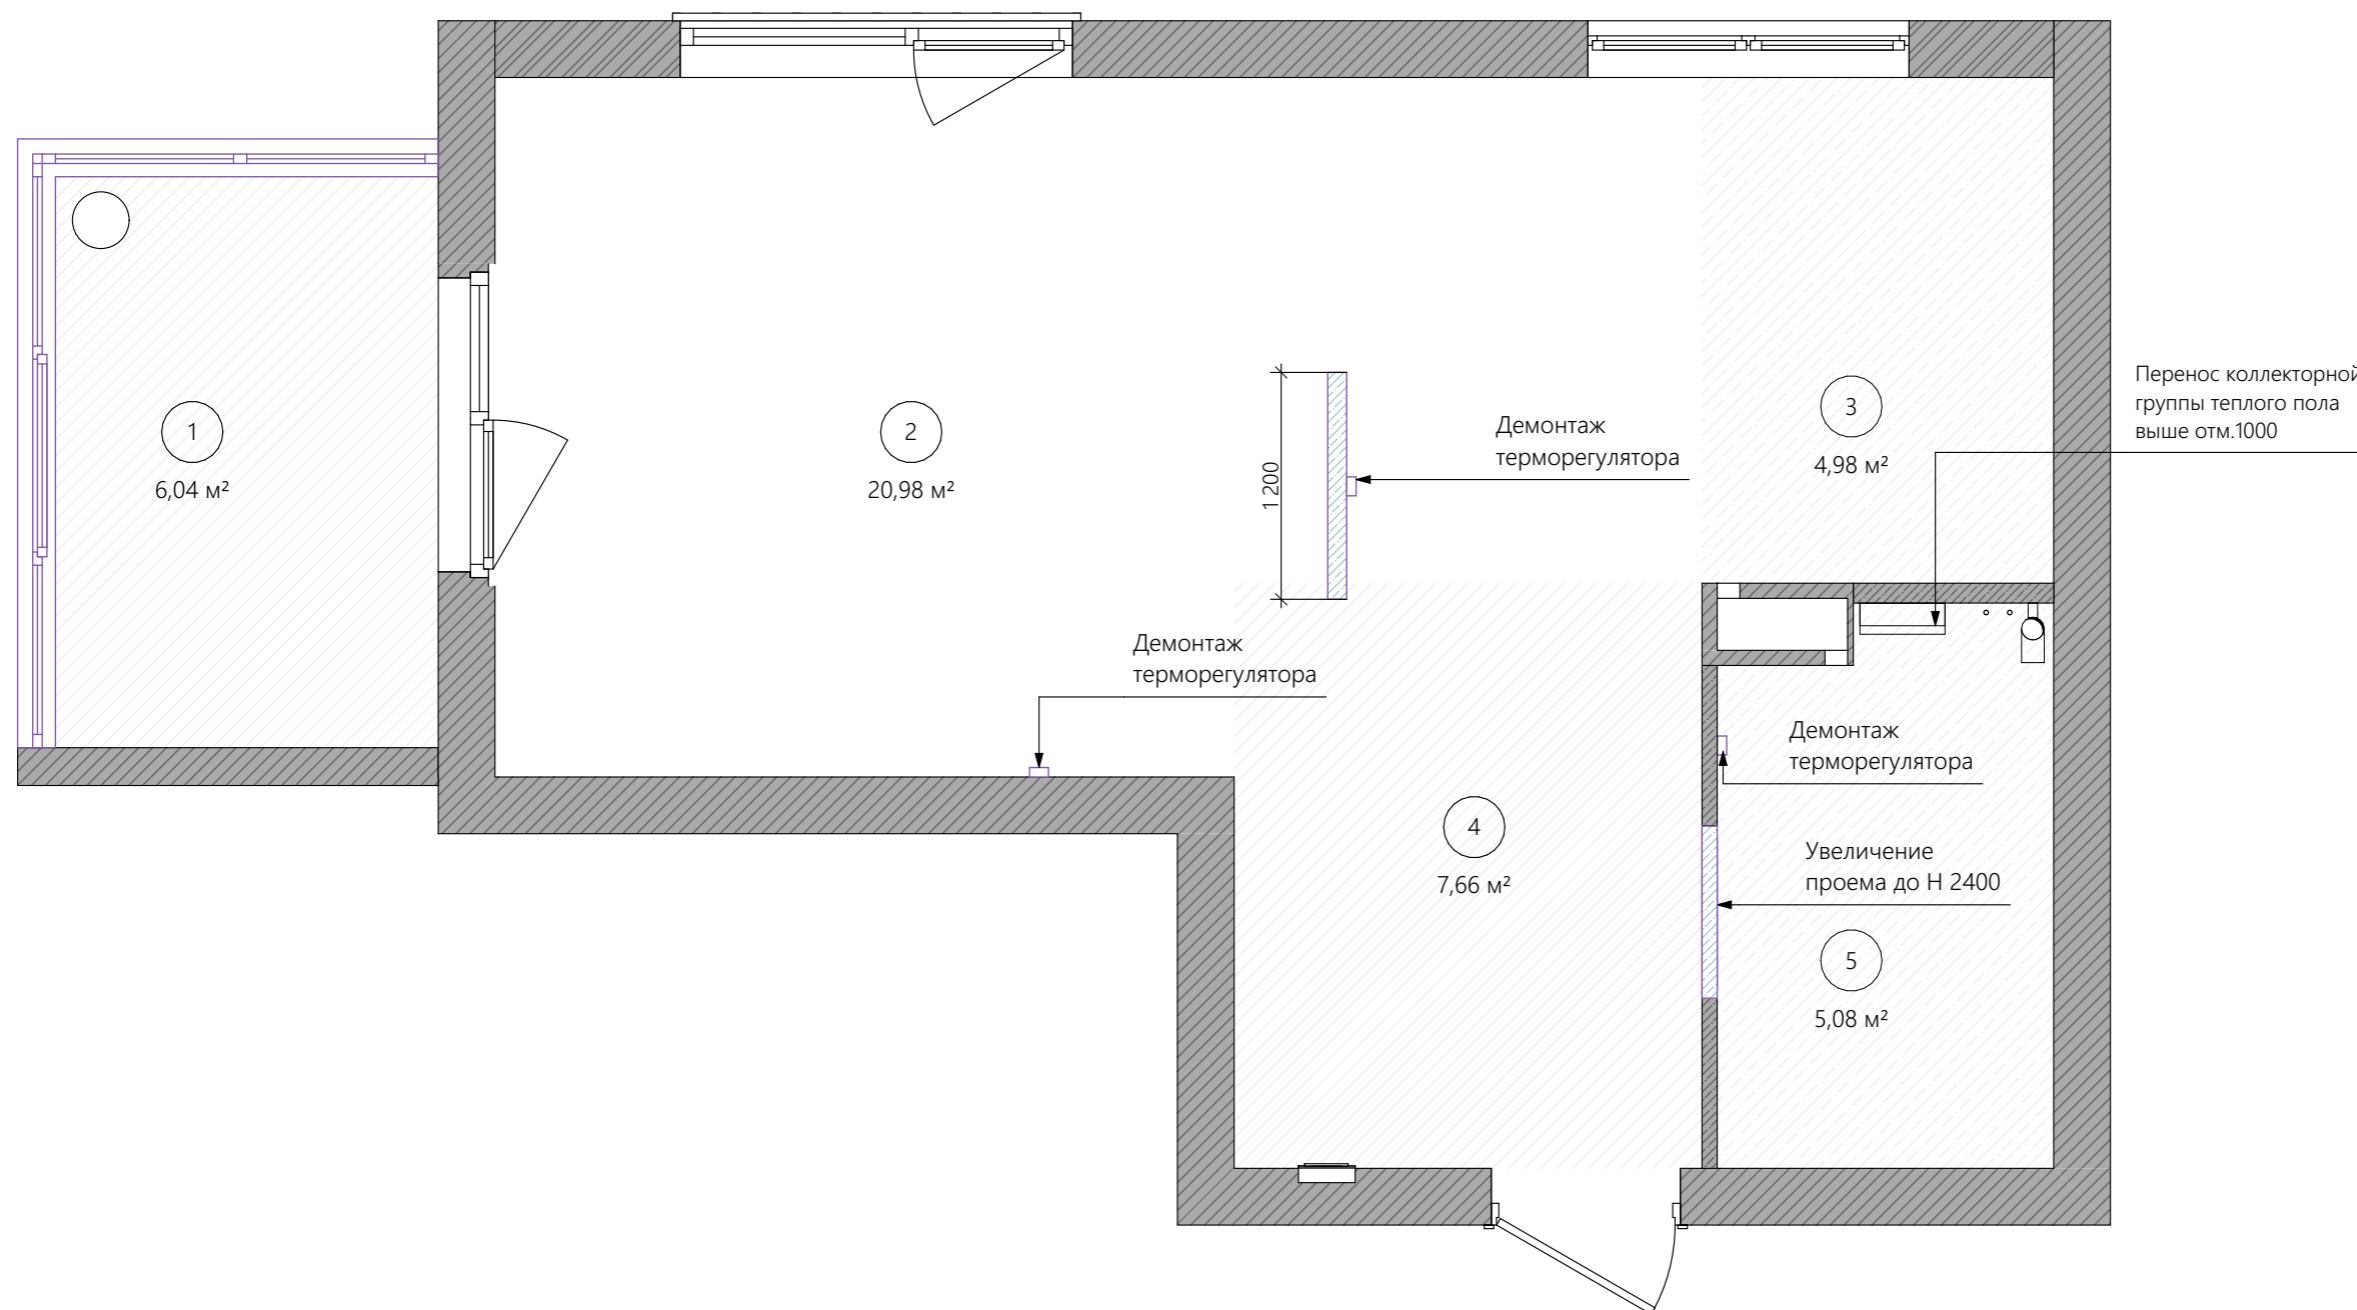 Перенос коллекторной
группы теплого пола
выше отм.1000
1
6,04 м²
2
20,98 м²
1 200
Демонтаж
терморегулятора
3
4,98 м²
Демонтаж
терморегулятора
Демонтаж
терморегулятора
4
7,66 м²
Увеличение
проема до Н 2400
5
5,08 м²